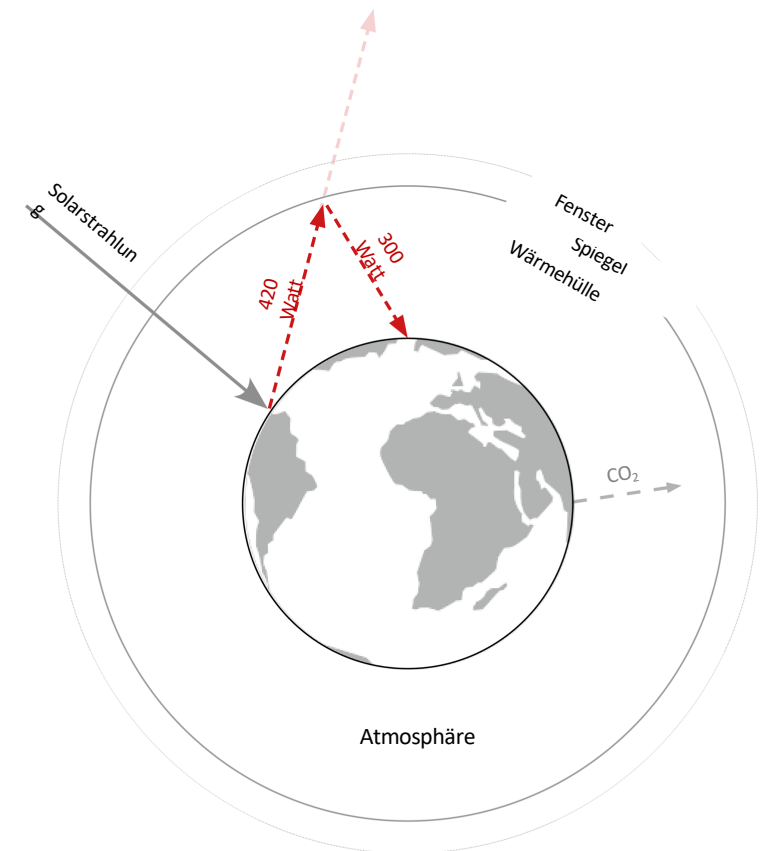 Solarstrahlun
g
420
Watt
300
Watt
Fenster
Spiegel
Wärmehülle
CO₂
Atmosphäre